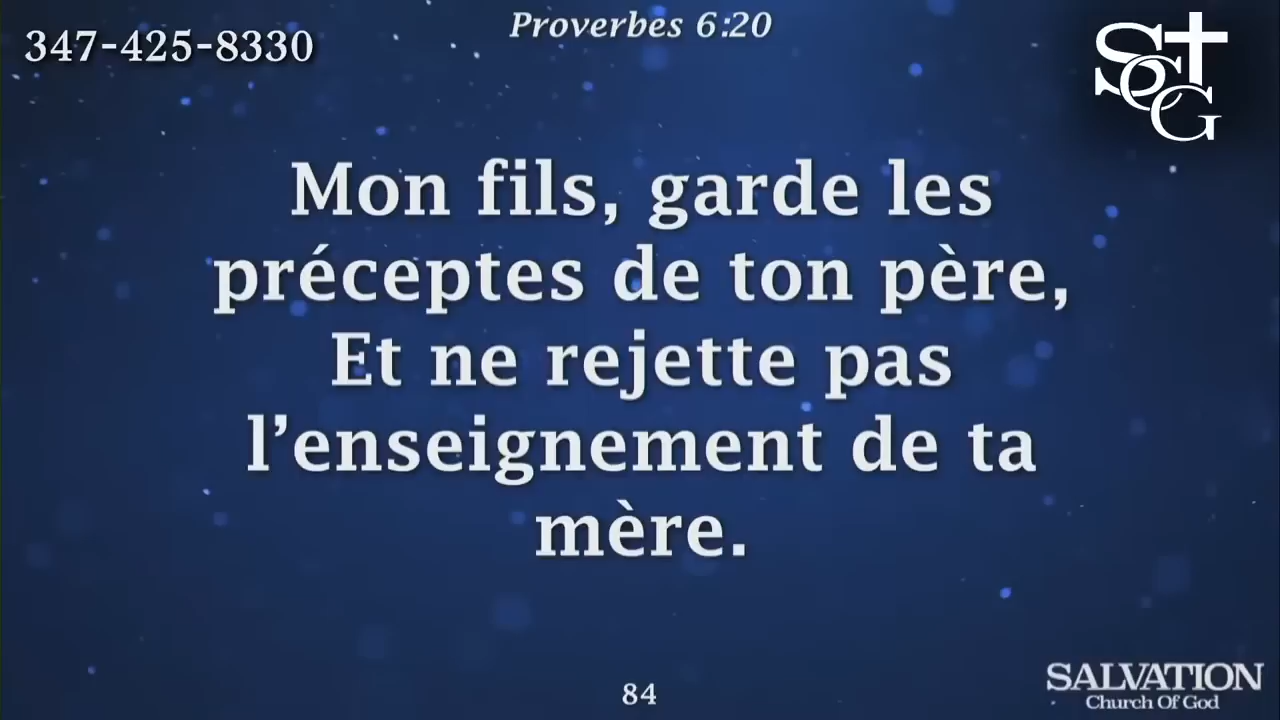 Proverbes 6:20
347-425-8330
SCG
Mon fils, garde les
préceptes de ton père,
Et ne rejette pas
l’enseignement de ta
mère.
84
SALVATION
Church Of God